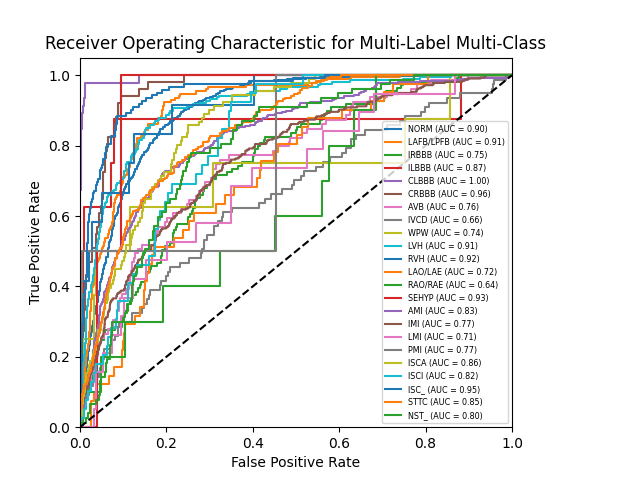 Receiver Operating Characteristic for Multi-Label Multi-Class
1.0
0.8
0.6
0.4
0.2
0.0
True Positive Rate
NORM (AUC = 0.90)
LAFB/LPFB (AUC = 0.91)
IRBBB (AUC = 0.75)
ILBBB (AUC = 0.87)
CLBBB (AUC = 1.00)
CRBBB (AUC = 0.96)
AVB (AUC = 0.76)
IVCD (AUC = 0.66)
WPW (AUC = 0.74)
LVH (AUC = 0.91)
RVH (AUC = 0.92)
LAO/LAE (AUC = 0.72)
RAO/RAE (AUC = 0.64)
SEHYP (AUC = 0.93)
AMI (AUC = 0.83)
IMI (AUC = 0.77)
LMI (AUC = 0.71)
PMI (AUC = 0.77)
ISCA (AUC = 0.86)
ISCI (AUC = 0.82)
ISC_ (AUC = 0.95)
STTC (AUC = 0.85)
NST_ (AUC = 0.80)
0.0 0.2 0.4 0.6 0.8 1.0
False Positive Rate